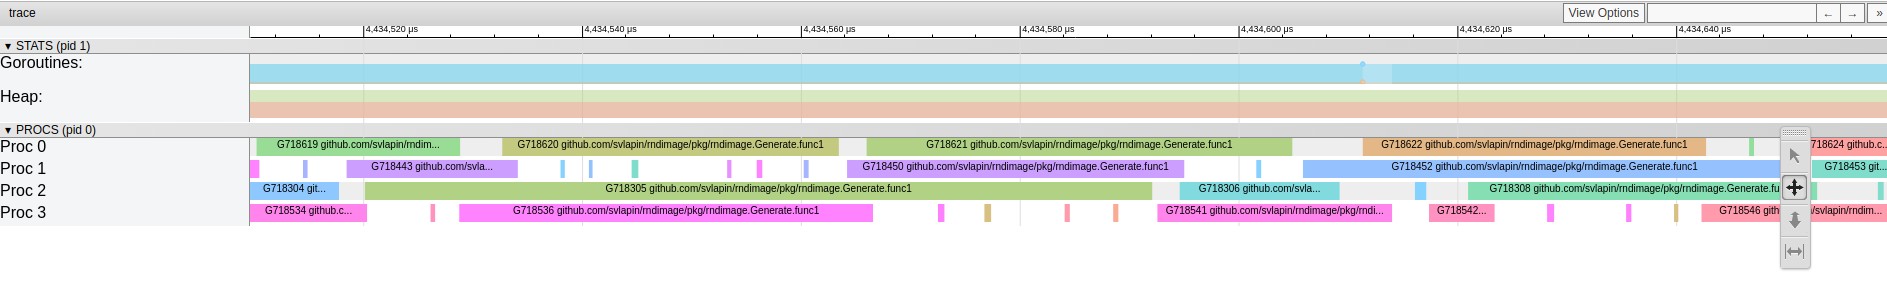 trace View Options ← → »
4,434,520 μs 4,434,540 μs 4,434,560 μs 4,434,580 μs 4,434,600 μs 4,434,620 μs 4,434,640 μs
▼ STATS (pid 1)
Goroutines:
Heap:
▼ PROCS (pid 0)
Proc 0 G718619 github.com/svlapin/rndim... G718620 github.com/svlapin/rndimage/pkg/rndimage.Generate.func1 G718621 github.com/svlapin/rndimage/pkg/rndimage.Generate.func1 G718622 github.com/svlapin/rndimage/pkg/rndimage.Generate.func1 718624 github.c...
Proc 1 G718443 github.com/svla... G718450 github.com/svlapin/rndimage/pkg/rndimage.Generate.func1 G718452 github.com/svlapin/rndimage/pkg/rndimage.Generate.func1 G718453 git...
Proc 2 G718304 git... G718305 github.com/svlapin/rndimage/pkg/rndimage.Generate.func1 G718306 github.com/svla... G718308 github.com/svlapin/rndimage/pkg/rndimage.Generate.fu
Proc 3 G718534 github.c... G718536 github.com/svlapin/rndimage/pkg/rndimage.Generate.func1 G718541 github.com/svlapin/rndimage/pkg/rndi... G718542... G718546 gith /svlapin/rndim...